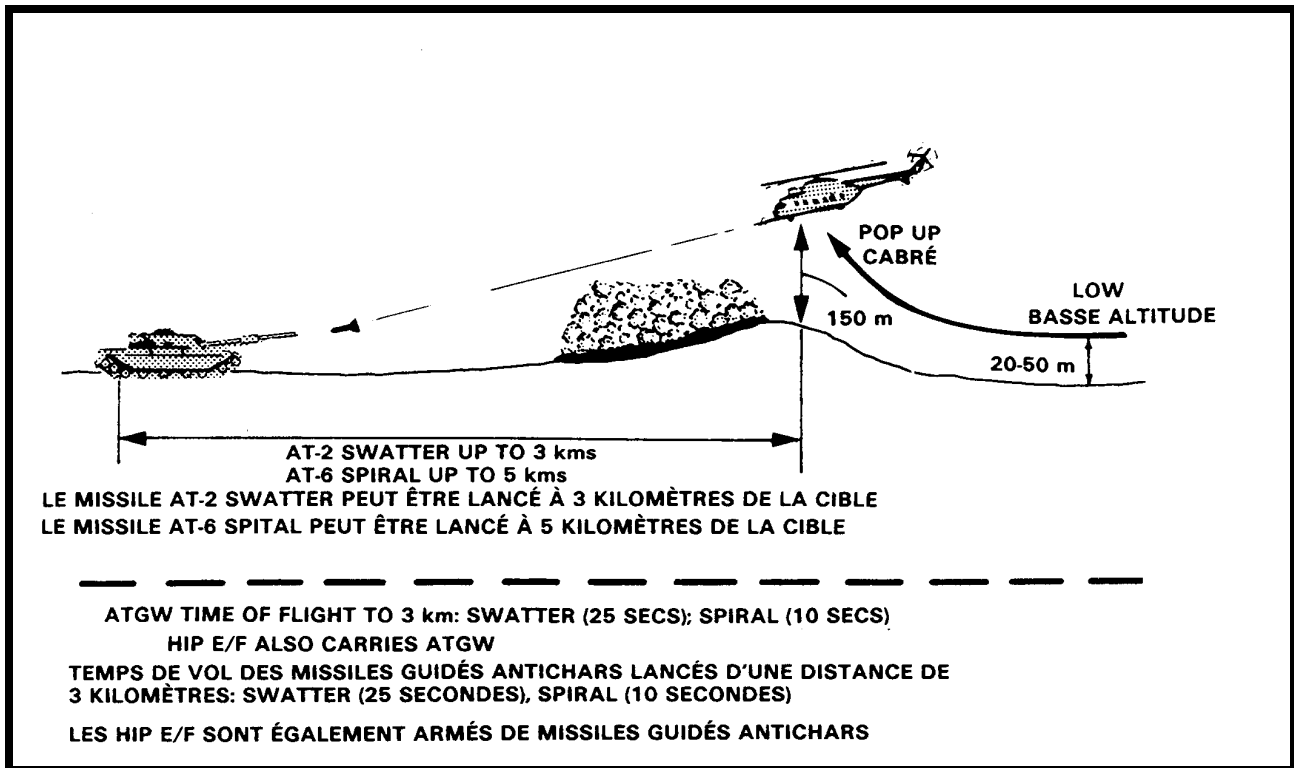 POP UP
CABRÉ
LOW
BASSE ALTITUDE
150 m
20-50 m
AT-2 SWATTER UP TO 3 kms
AT-6 SPIRAL UP TO 5 kms
LE MISSILE AT-2 SWATTER PEUT ÊTRE LANCÉ À 3 KILOMÈTRES DE LA CIBLE
LE MISSILE AT-6 SPITAL PEUT ÊTRE LANCÉ À 5 KILOMÈTRES DE LA CIBLE
ATGW TIME OF FLIGHT TO 3 km: SWATTER (25 SECS); SPIRAL (10 SECS)
HIP E/F ALSO CARRIES ATGW
TEMPS DE VOL DES MISSILES GUIDÉS ANTICHARS LANCÉS D'UNE DISTANCE DE
3 KILOMÈTRES: SWATTER (25 SECONDES), SPIRAL (10 SECONDES)
LES HIP E/F SONT ÉGALEMENT ARMÉS DE MISSILES GUIDÉS ANTICHARS